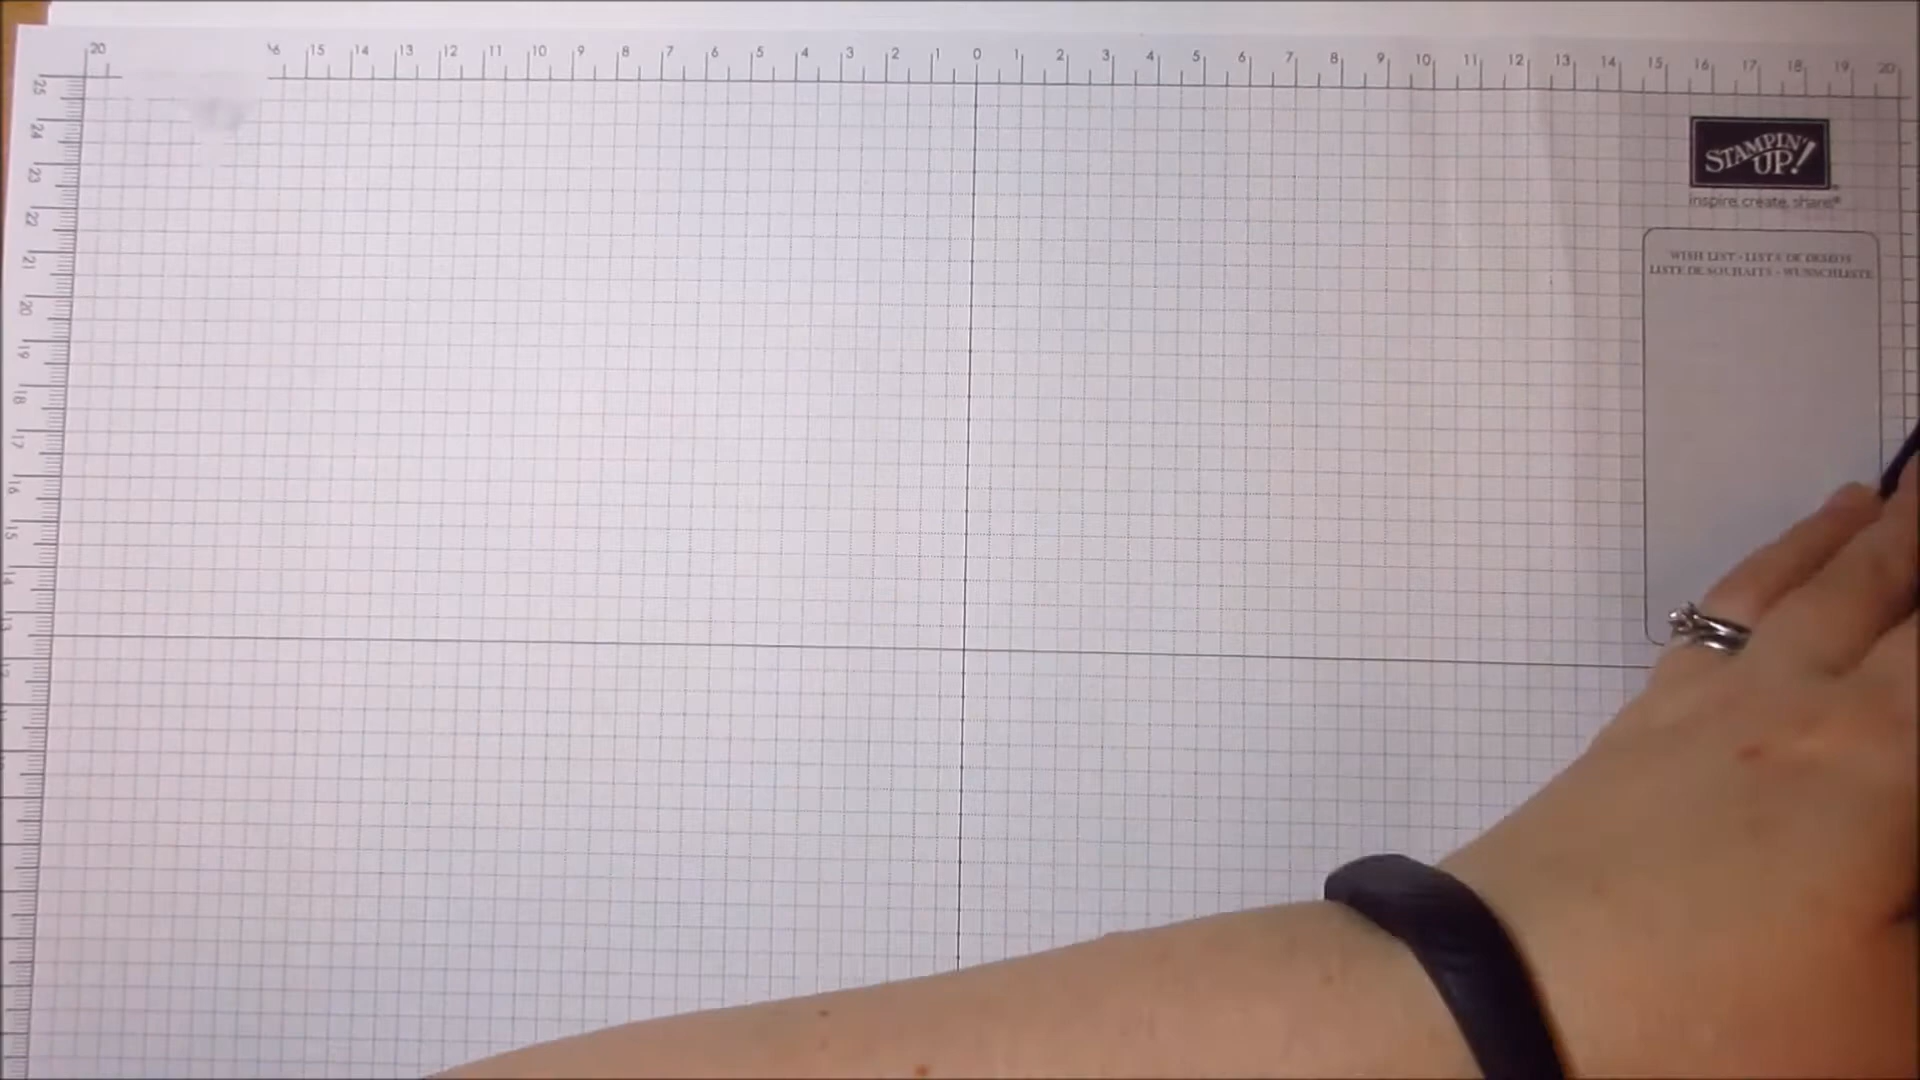 20 16 15 14 13 12 11 10 9 8 7 6 5 4 3 2 1 0 1 2 3 4 5 6 7 8 9 10 11 12 13 14 15 16 17 18 19 20
25
24
23
22
21
20
19
18
17
16
15
14
13
12
STAMPIN'
UP!
inspire.create.share®
WISH LIST • LISTA DE DESEOS
LISTE DE SOUHAITS • WUNSCHLISTE